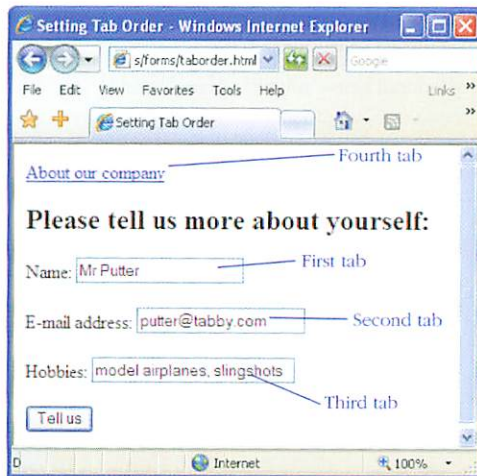 Setting Tab Order - Windows Internet Explorer
s/forms/taborder.html
Google
File Edit View Favorites Tools Help Links »
Setting Tab Order »
Fourth tab
About our company
Please tell us more about yourself:
Name: Mr Putter First tab
E-mail address: putter@tabby.com Second tab
Hobbies: model airplanes, slingshots
Third tab
Tell us
D Internet 100%